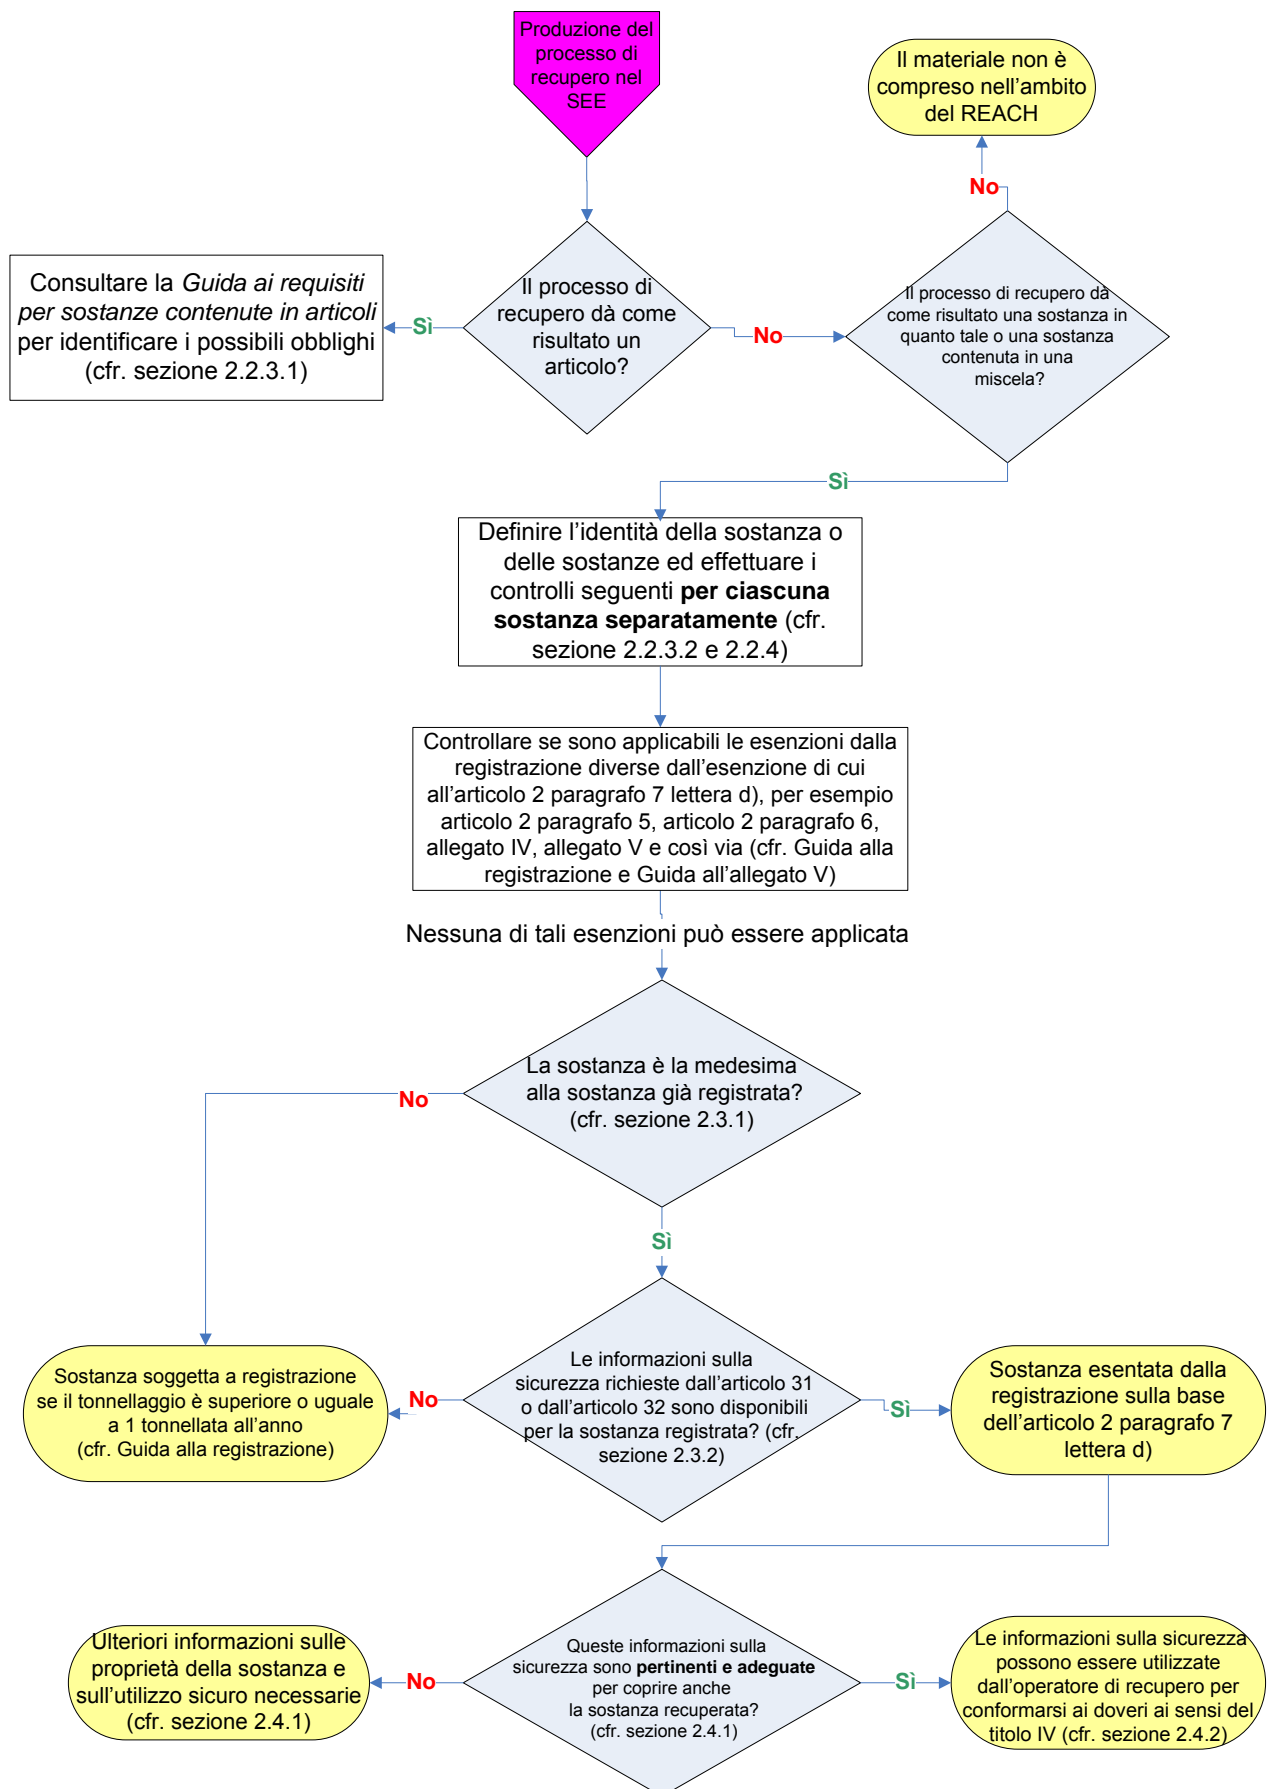 Produzione del
processo di
recupero nel
SEE
Il materiale non è
compreso nell'ambito
del REACH
No
Consultare la Guida ai requisiti
per sostanze contenute in articoli
per identificare i possibili obblighi
(cfr. sezione 2.2.3.1)
Sì
Il processo di
recupero dà come
risultato un
articolo?
No
Il processo di recupero dà
come risultato una sostanza in
quanto tale o una sostanza
contenuta in una
miscela?
Sì
Definire l'identità della sostanza o
delle sostanze ed effettuare i
controlli seguenti per ciascuna
sostanza separatamente (cfr.
sezione 2.2.3.2 e 2.2.4)
Controllare se sono applicabili le esenzioni dalla
registrazione diverse dall'esenzione di cui
all'articolo 2 paragrafo 7 lettera d), per esempio
articolo 2 paragrafo 5, articolo 2 paragrafo 6,
allegato IV, allegato V e così via (cfr. Guida alla
registrazione e Guida all'allegato V)
Nessuna di tali esenzioni può essere applicata
La sostanza è la medesima
alla sostanza già registrata?
(cfr. sezione 2.3.1)
No
Sì
Sostanza soggetta a registrazione
se il tonnellaggio è superiore o uguale
a 1 tonnellata all'anno
(cfr. Guida alla registrazione)
No
Le informazioni sulla
sicurezza richieste dall'articolo 31
o dall'articolo 32 sono disponibili
per la sostanza registrata? (cfr.
sezione 2.3.2)
Sì
Sostanza esentata dalla
registrazione sulla base
dell'articolo 2 paragrafo 7
lettera d)
Ulteriori informazioni sulle
proprietà della sostanza e
sull'utilizzo sicuro necessarie
(cfr. sezione 2.4.1)
No
Queste informazioni sulla
sicurezza sono pertinenti e adeguate
per coprire anche
la sostanza recuperata?
(cfr. sezione 2.4.1)
Sì
Le informazioni sulla sicurezza
possono essere utilizzate
dall'operatore di recupero per
conformarsi ai doveri ai sensi del
titolo IV (cfr. sezione 2.4.2)